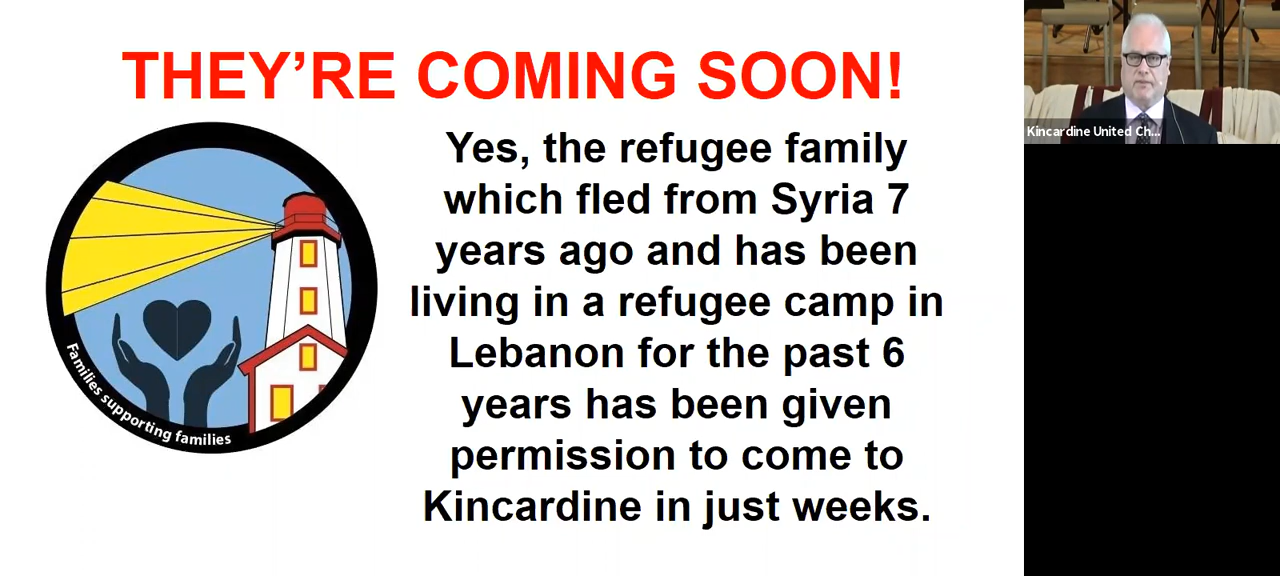 THEY’RE COMING SOON!
Yes, the refugee family
which fled from Syria 7
years ago and has been
living in a refugee camp in
Lebanon for the past 6
years has been given
permission to come to
Kincardine in just weeks.
Families supporting families
Kincardine United Ch...